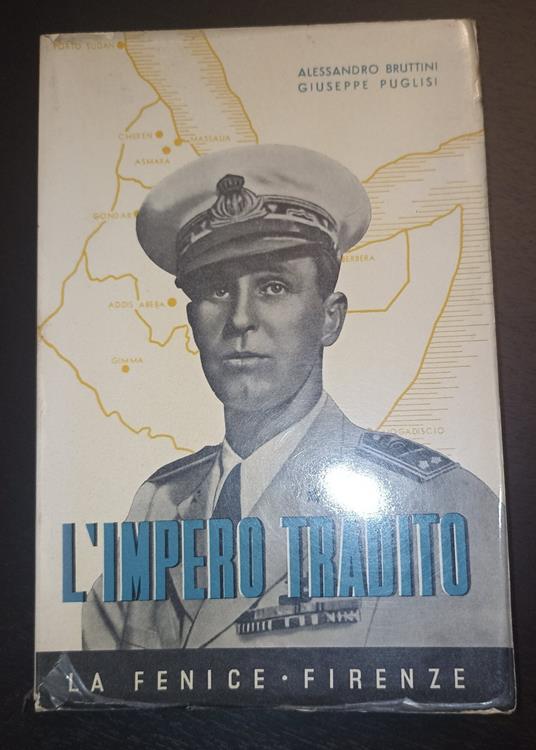 PORTO SUDAN
ALESSANDRO BRUTTINI
GIUSEPPE PUGLISI
CHEREN
MASSAUA
ASMARA
GONDAR
BERBERA
ADDIS ABEBA
GIMMA
MOGADISCIO
L'IMPERO TRADITO
LA FENICE • FIRENZE